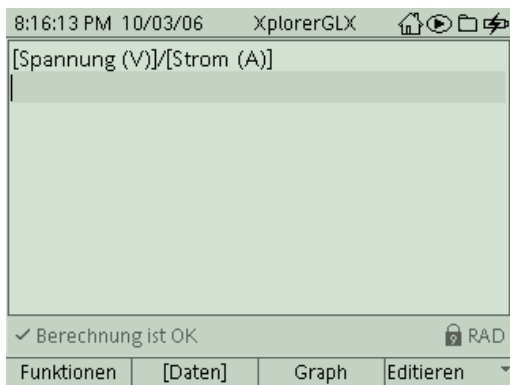 8:16:13 PM 10/03/06 XplorerGLX
[Spannung (V)]/[Strom (A)]
✓ Berechnung ist OK RAD
Funktionen [Daten] Graph Editieren